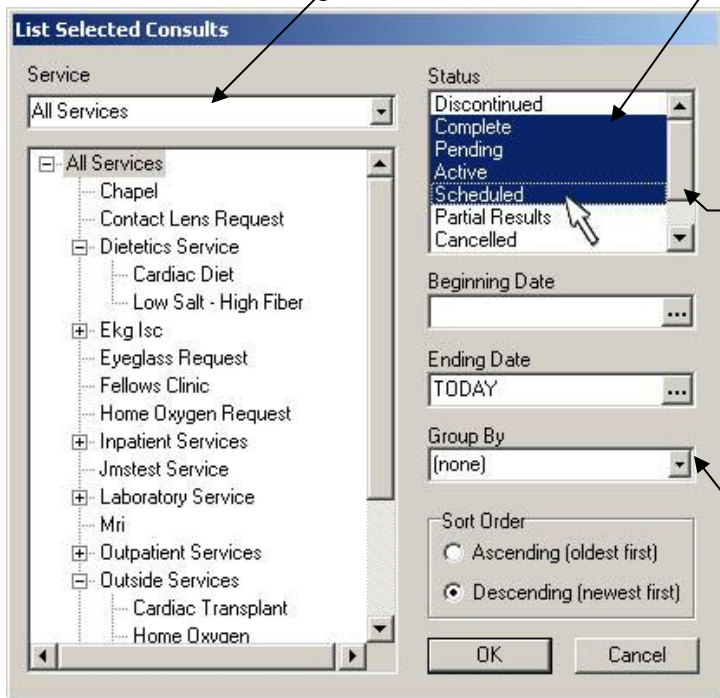 List Selected Consults
Service
All Services
All Services
Chapel
Contact Lens Request
Dietetics Service
Cardiac Diet
Low Salt - High Fiber
Ekg Isc
Eyeglass Request
Fellows Clinic
Home Oxygen Request
Inpatient Services
Jmstest Service
Laboratory Service
Mri
Outpatient Services
Outside Services
Cardiac Transplant
Home Oxygen
Status
Discontinued
Complete
Pending
Active
Scheduled
Partial Results
Cancelled
Beginning Date
...
Ending Date
TODAY
...
Group By
(none)
Sort Order
Ascending (oldest first)
Descending (newest first)
OK
Cancel